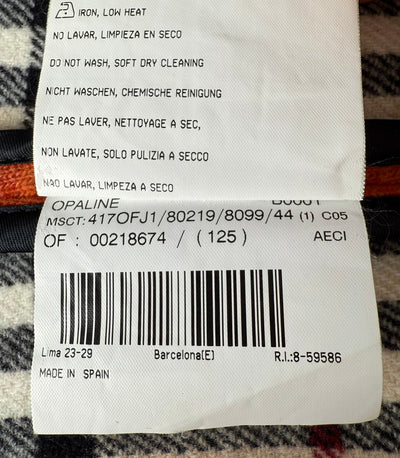 IRON, LOW HEAT
NO LAVAR, LIMPIEZA EN SECO
DO NOT WASH, SOFT DRY CLEANING
NICHT WASCHEN, CHEMISCHE REINIGUNG
NE PAS LAVER, NETTOYAGE A SEC,
NON LAVATE, SOLO PULIZIA A SECCO
NAO LAVAR, LIMPEZA A SECO
OPALINE
MSCT: 417OFJ1/80219/8099/44 (1) C05
OF : 00218674 / (125) AECI
Lima 23-29 Barcelona(E) R.I.:8-59586
MADE IN SPAIN